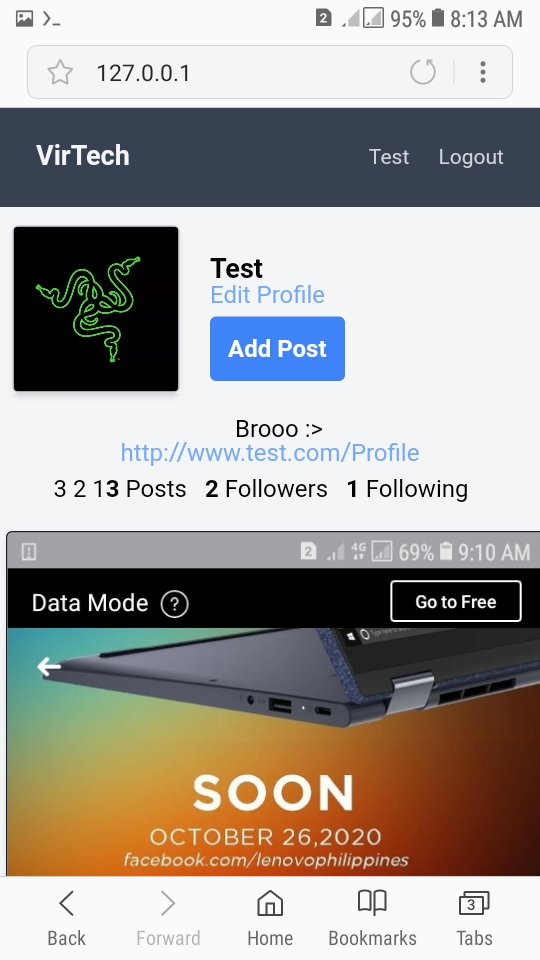 2 95% 8:13 AM
127.0.0.1
VirTech Test Logout
Test
Edit Profile
Add Post
Brooo :>
http://www.test.com/Profile
3 2 13 Posts 2 Followers 1 Following
2 4G 69% 9:10 AM
Data Mode ? Go to Free
SOON
OCTOBER 26,2020
facebook.com/lenovophilippines
Back Forward Home Bookmarks 3 Tabs